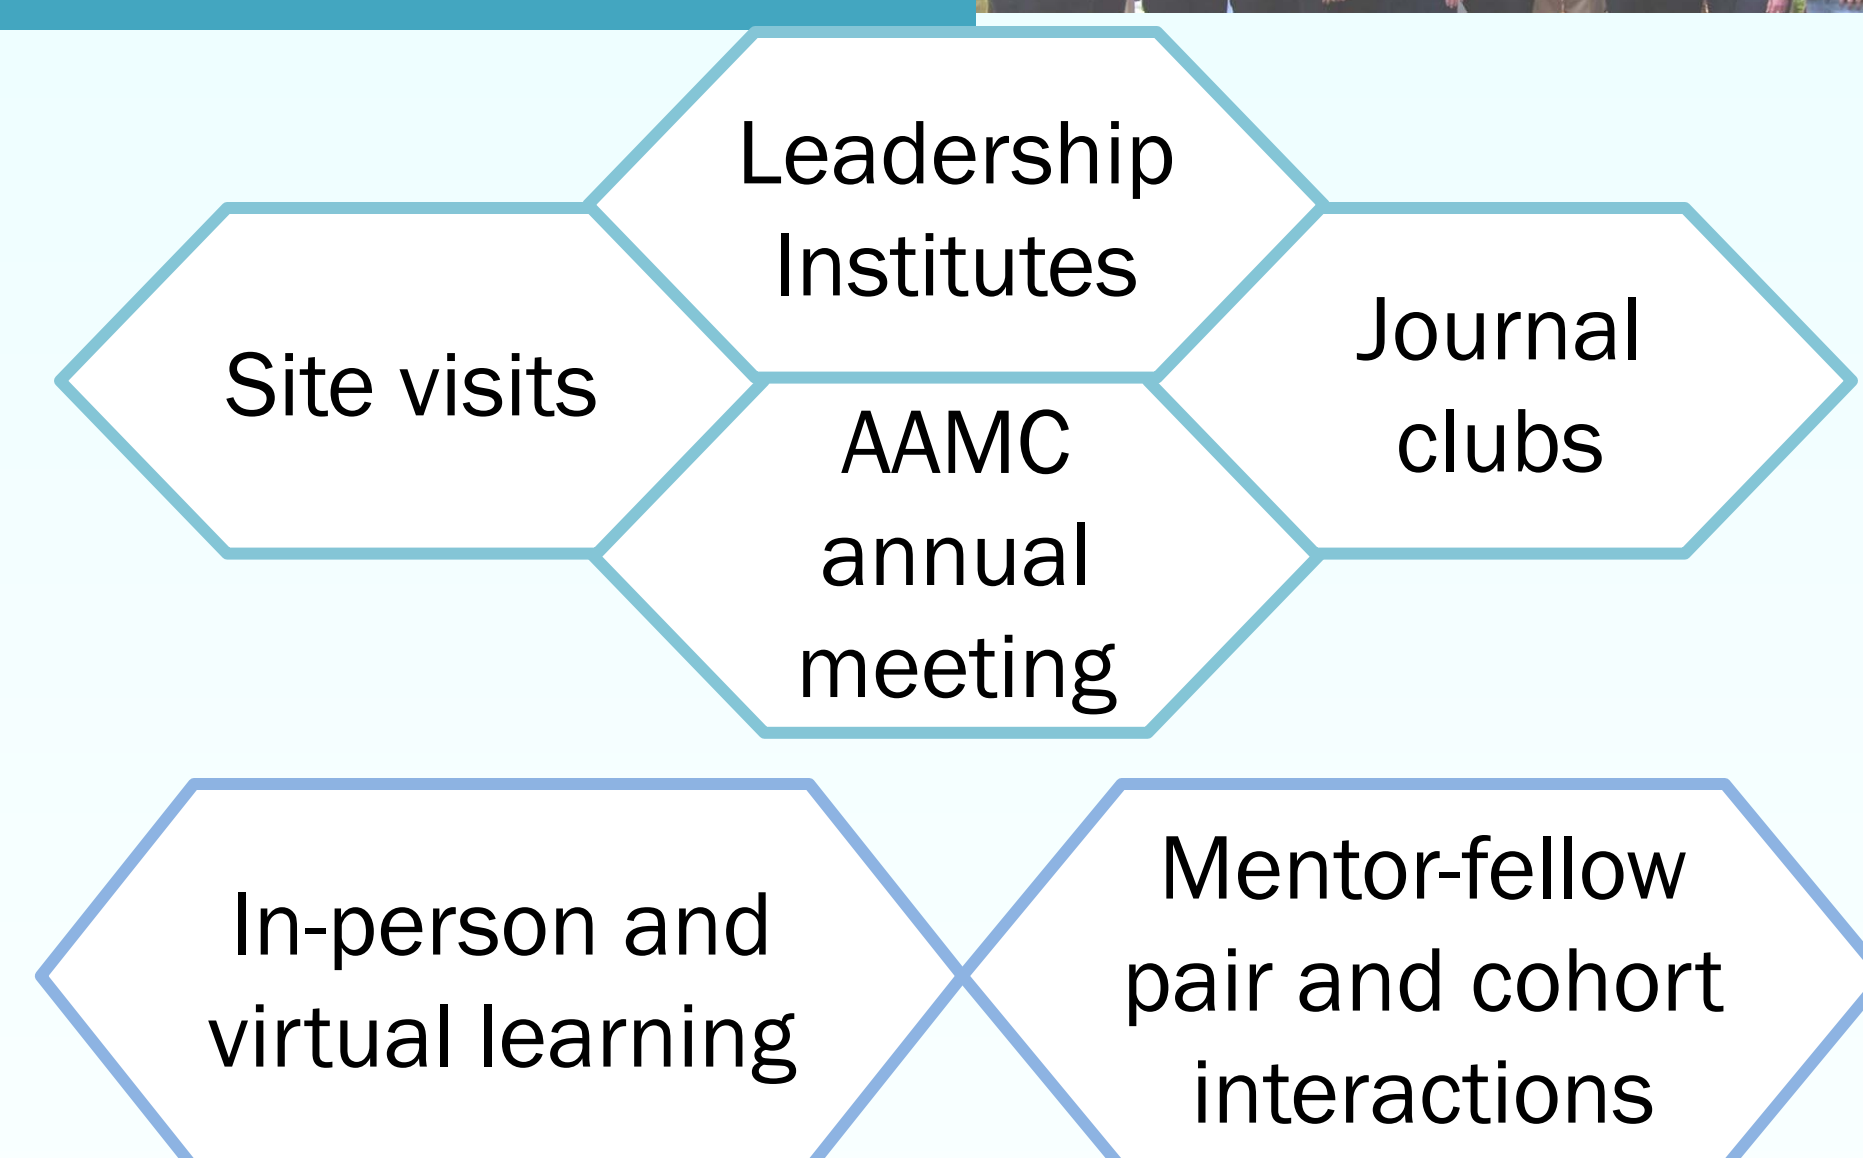 Leadership
Institutes
Site visits
Journal
clubs
AAMC
annual
meeting
In-person and
virtual learning
Mentor-fellow
pair and cohort
interactions